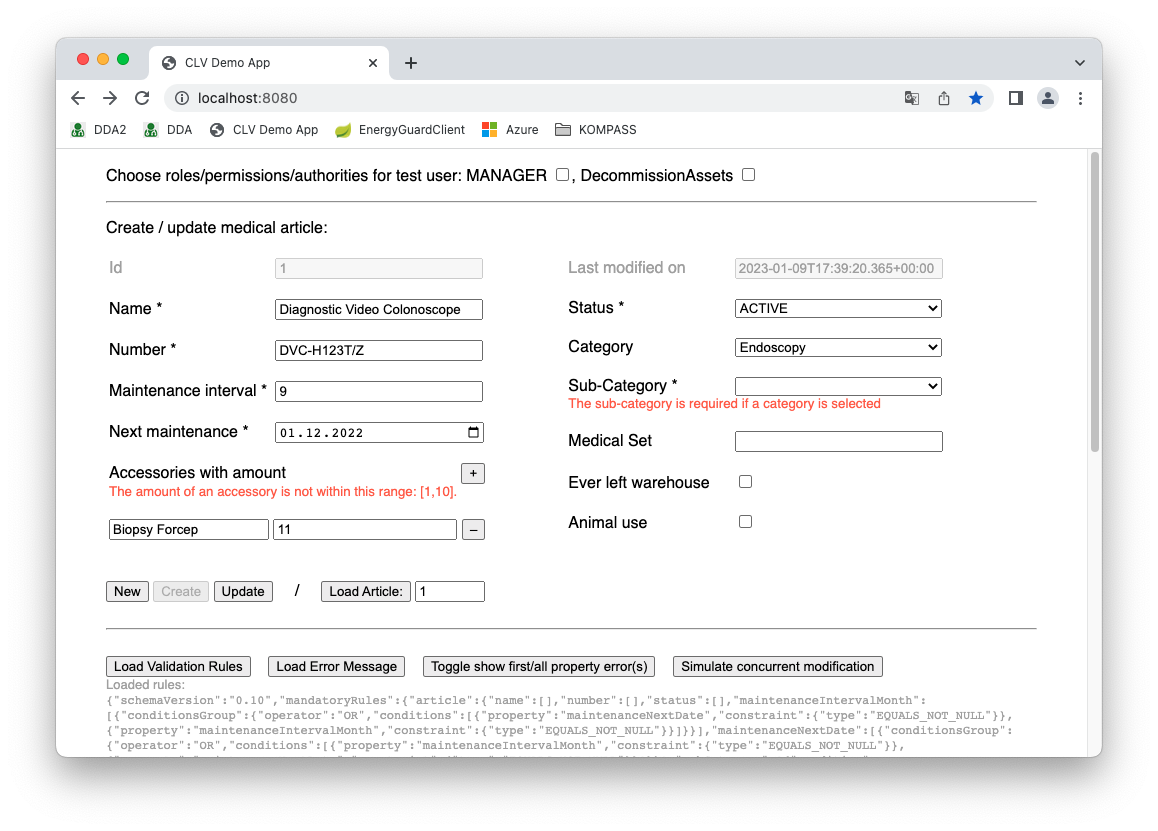 CLV Demo App
localhost:8080
DDA2 DDA CLV Demo App EnergyGuardClient Azure KOMPASS
Choose roles/permissions/authorities for test user: MANAGER , DecommissionAssets
Create / update medical article:
Id 1
Name * Diagnostic Video Colonoscope
Number * DVC-H123T/Z
Maintenance interval * 9
Next maintenance * 01.12.2022
Accessories with amount +
The amount of an accessory is not within this range: [1,10].
Biopsy Forcep 11 –
Last modified on 2023-01-09T17:39:20.365+00:00
Status * ACTIVE
Category Endoscopy
Sub-Category *
The sub-category is required if a category is selected
Medical Set
Ever left warehouse
Animal use
New Create Update / Load Article: 1
Load Validation Rules Load Error Message Toggle show first/all property error(s) Simulate concurrent modification
Loaded rules:
{"schemaVersion":"0.10","mandatoryRules":{"article":{"name":[],"number":[],"status":[],"maintenanceIntervalMonth":
[{"conditionsGroup":{"operator":"OR","conditions":[{"property":"maintenanceNextDate","constraint":{"type":"EQUALS_NOT_NULL"}},
{"property":"maintenanceIntervalMonth","constraint":{"type":"EQUALS_NOT_NULL"}}]}}],"maintenanceNextDate":[{"conditionsGroup":
{"operator":"OR","conditions":[{"property":"maintenanceIntervalMonth","constraint":{"type":"EQUALS_NOT_NULL"}},